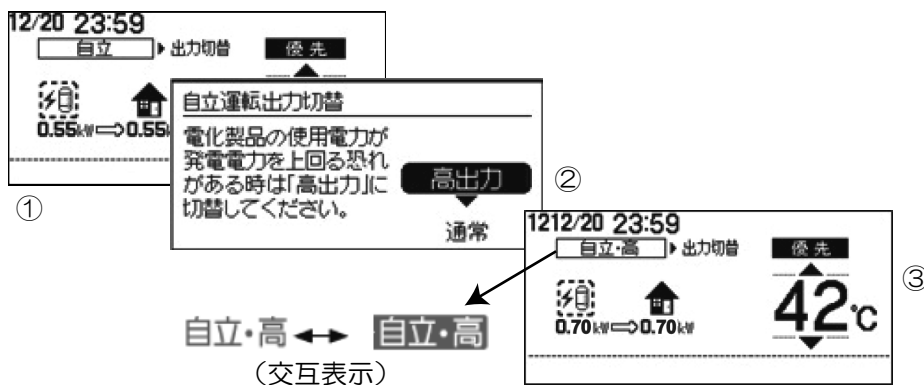 12/20 23:59
自立 出力切替 優先
0.55kW⇒0.55k
①
自立運転出力切替
電化製品の使用電力が
発電電力を上回る恐れ
がある時は「高出力」に
切替してください。
高出力
通常
②
1212/20 23:59
自立・高 出力切替 優先
42℃
0.70kW⇒0.70kW
③
自立・高 ↔ 自立・高
（交互表示）